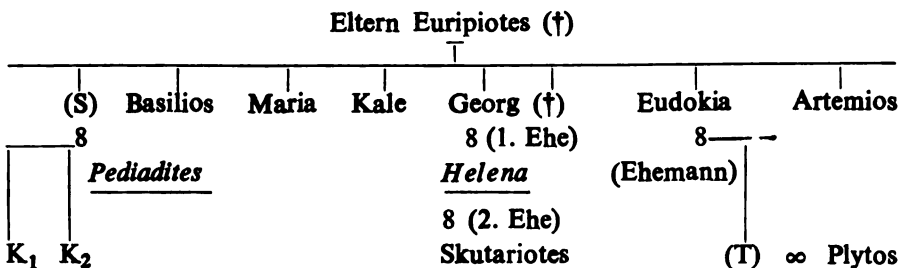 Eltern Euripiotes (†)
(S) Basilios Maria Kale Georg (†) Eudokia Artemios
8 8 (1. Ehe) 8
Pediadites Helena (Ehemann)
8 (2. Ehe)
K₁ K₂ Skutariotes (T) ∞ Plytos